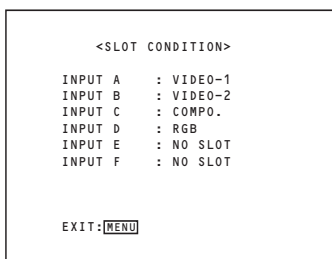 <SLOT CONDITION>
INPUT A : VIDEO-1
INPUT B : VIDEO-2
INPUT C : COMPO.
INPUT D : RGB
INPUT E : NO SLOT
INPUT F : NO SLOT
EXIT:MENU